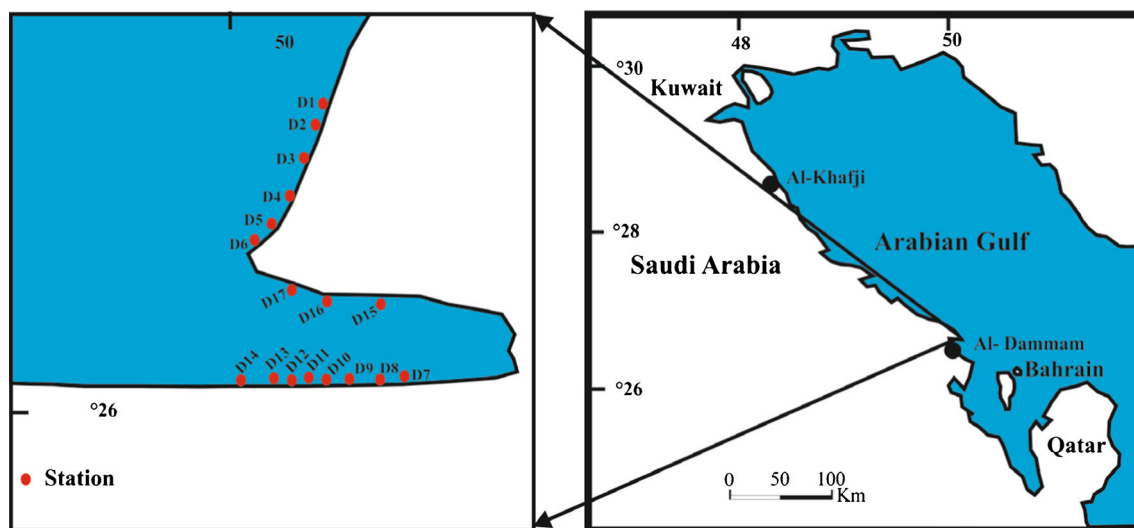 50
D1
D2
D3
D4
D5
D6
D17
D16
D15
D14
D13
D12
D11
D10
D9
D8
D7
°26
Station
48
50
°30
Kuwait
Al-Khafji
°28
Arabian Gulf
Saudi Arabia
Al- Dammam
°26
Bahrain
Qatar
0 50 100
Km